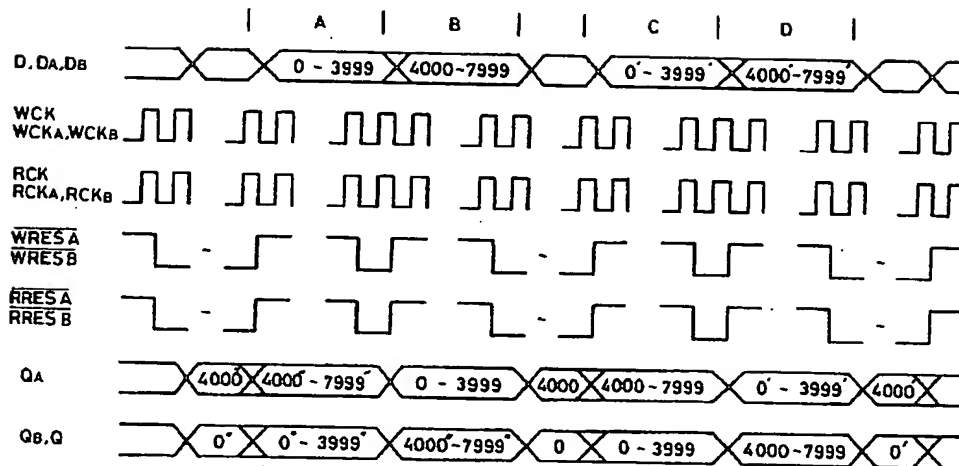 A B C D
D, DA, DB 0 - 3999 4000~7999 0' - 3999' 4000'-7999'
WCK
WCKA, WCKB
RCK
RCKA, RCKB
WRES A
WRES B
RRES A
RRES B
QA 4000" 4000" - 7999" 0 - 3999 4000 4000-7999 0' - 3999' 4000'
QB, Q 0" 0" - 3999" 4000"-7999" 0 0 - 3999 4000-7999 0'